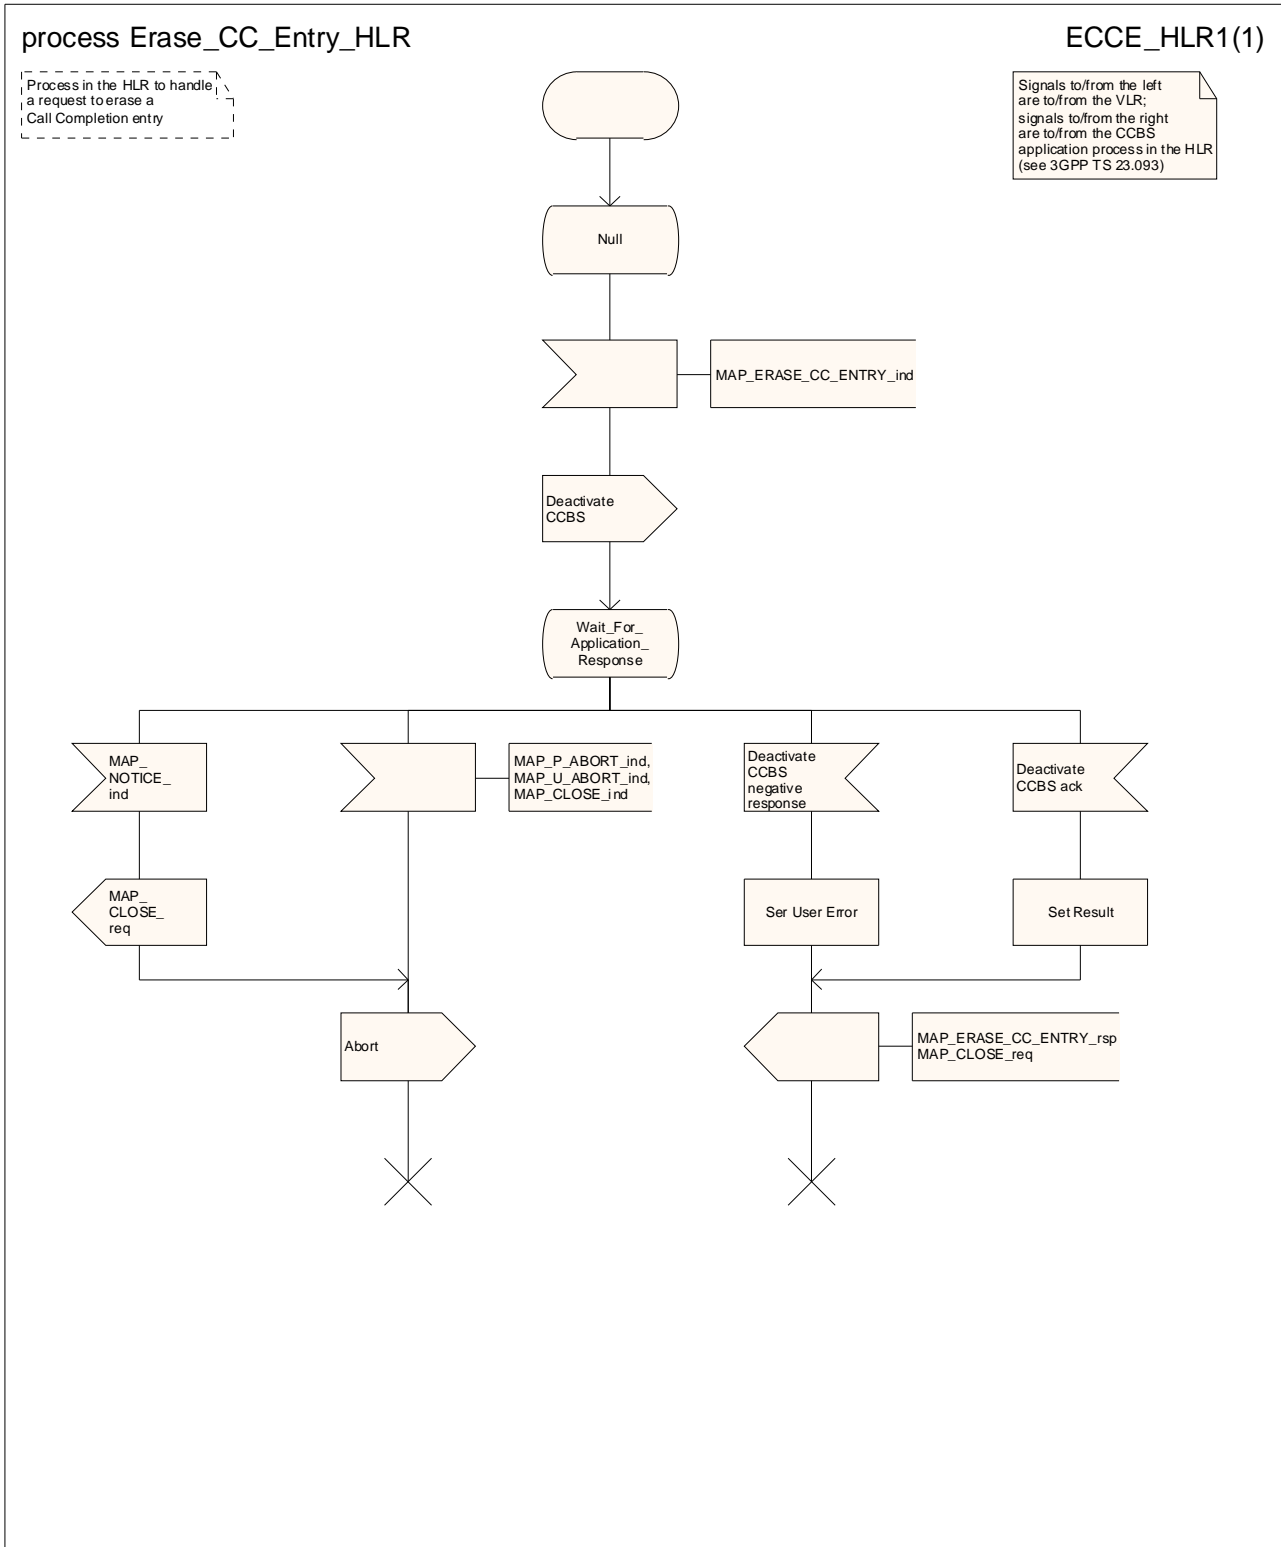 process Erase_CC_Entry_HLR
ECCE_HLR1(1)
Process in the HLR to handle
a request to erase a
Call Completion entry
Signals to/from the left
are to/from the VLR;
signals to/from the right
are to/from the CCBS
application process in the HLR
(see 3GPP TS 23.093)
Null
MAP_ERASE_CC_ENTRY_ind
Deactivate
CCBS
Wait_For_
Application_
Response
MAP_
NOTICE_
ind
MAP_P_ABORT_ind,
MAP_U_ABORT_ind,
MAP_CLOSE_ind
Deactivate
CCBS
negative
response
Deactivate
CCBS ack
MAP_
CLOSE_
req
Ser User Error
Set Result
Abort
MAP_ERASE_CC_ENTRY_rsp
MAP_CLOSE_req